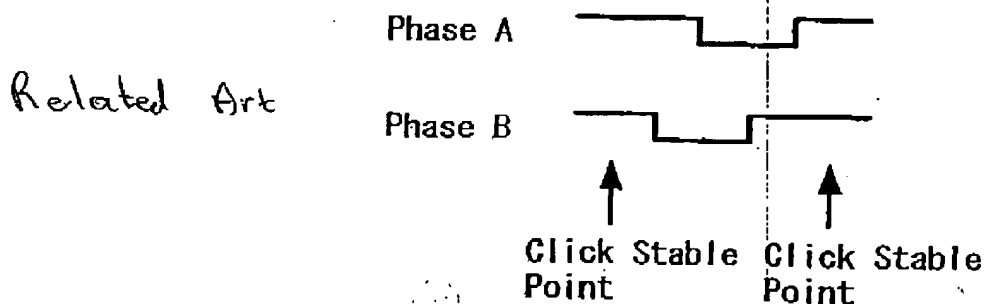 Phase A
Related Art
Phase B
Click Stable Click Stable
Point Point